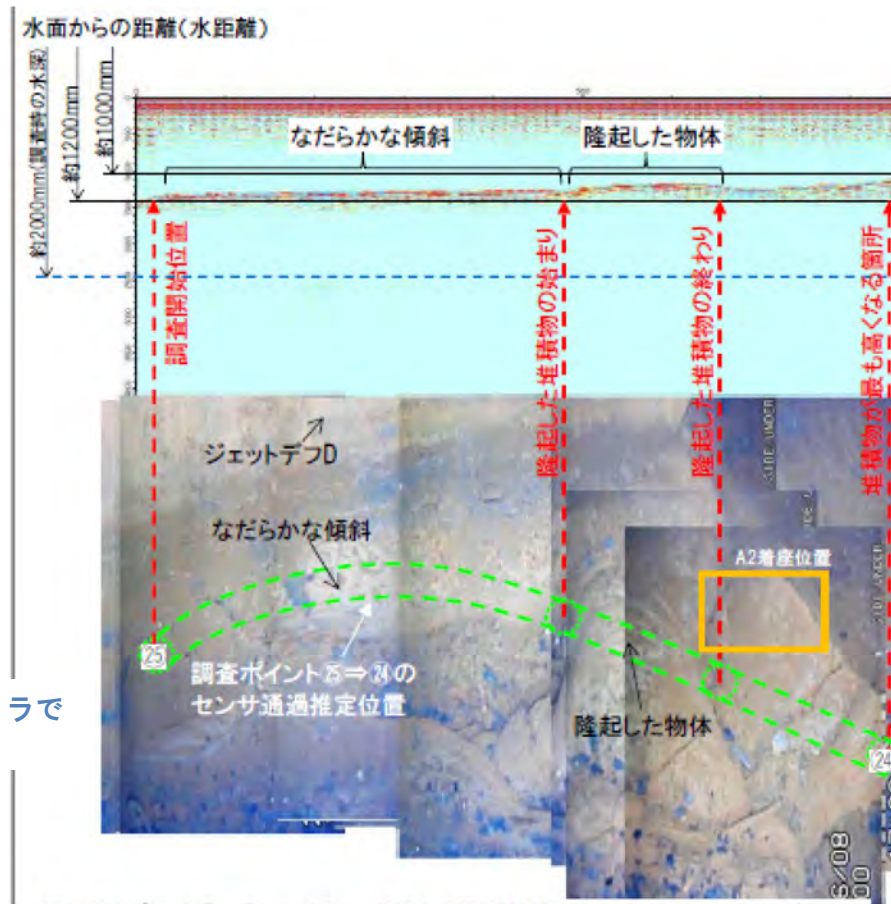 水面からの距離(水距離)
約2000mm(調査時の水深)
約1200mm
約1000mm
なだらかな傾斜
隆起した物体
調査開始位置
隆起した堆積物の始まり
隆起した堆積物の終わり
堆積物が最も高くなる箇所
ジェットデフD
なだらかな傾斜
A2着座位置
SIDE UNDER
25
調査ポイント㉕⇒㉔の
センサ通過推定位置
隆起した物体
24
ラで
6/08
00